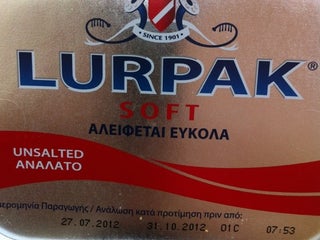 SINCE 1901
LURPAK®
SOFT
ΑΛΕΙΦΕΤΑΙ ΕΥΚΟΛΑ
UNSALTED
ΑΝΑΛΑΤΟ
Παραγωγής / Ανάλωση κατά προτίμηση πριν από:
27.07.2012 31.10.2012 01C 07:53